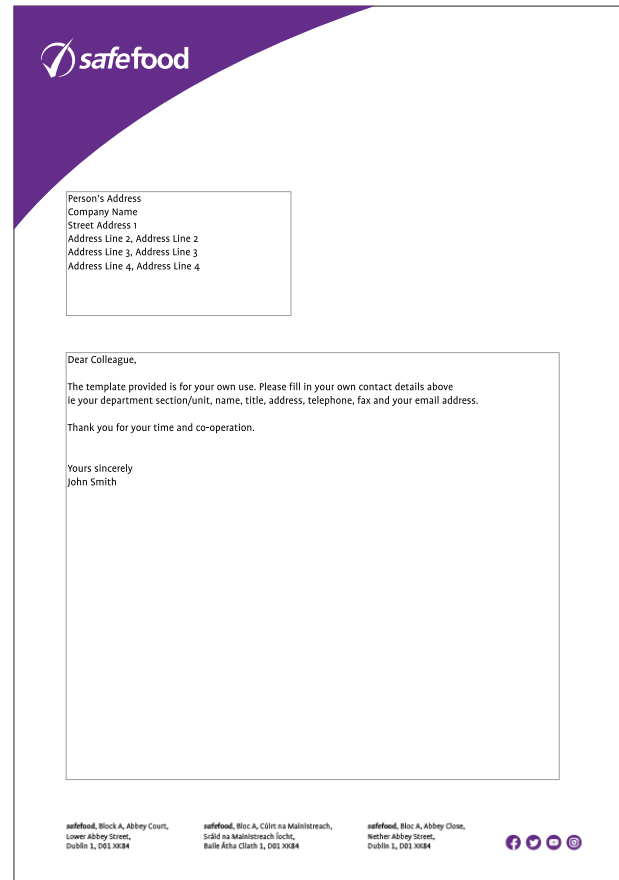 safefood
Person's Address
Company Name
Street Address 1
Address Line 2, Address Line 2
Address Line 3, Address Line 3
Address Line 4, Address Line 4
Dear Colleague,
The template provided is for your own use. Please fill in your own contact details above
ie your department section/unit, name, title, address, telephone, fax and your email address.
Thank you for your time and co-operation.
Yours sincerely
John Smith
safefood, Block A, Abbey Court,
Lower Abbey Street,
Dublin 1, D01 XK84
safefood, Bloc A, Cúirt na Mainistreach,
Sráid na Mainistreach Íocht,
Baile Átha Cliath 1, D01 XK84
safefood, Bloc A, Abbey Close,
Nether Abbey Street,
Dublin 1, D01 XK84